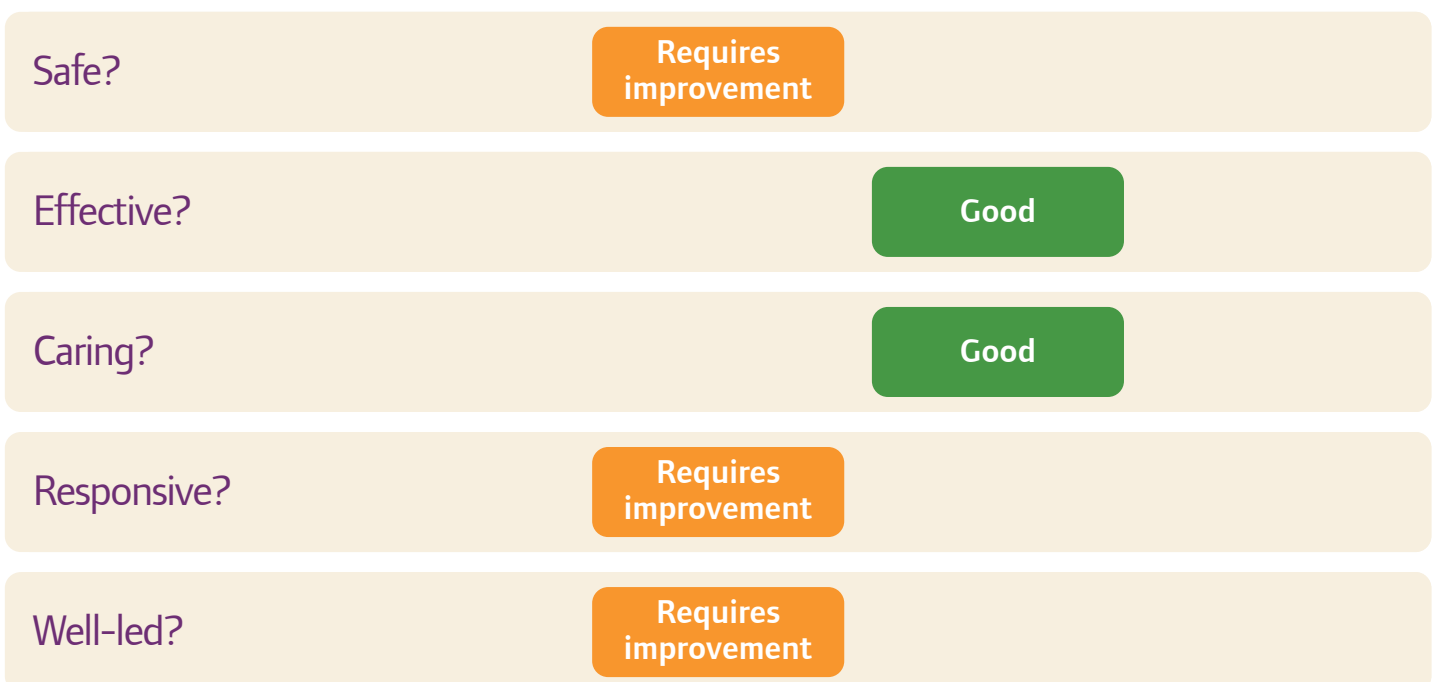 Safe?
Requires
improvement
Effective?
Good
Caring?
Good
Responsive?
Requires
improvement
Well-led?
Requires
improvement